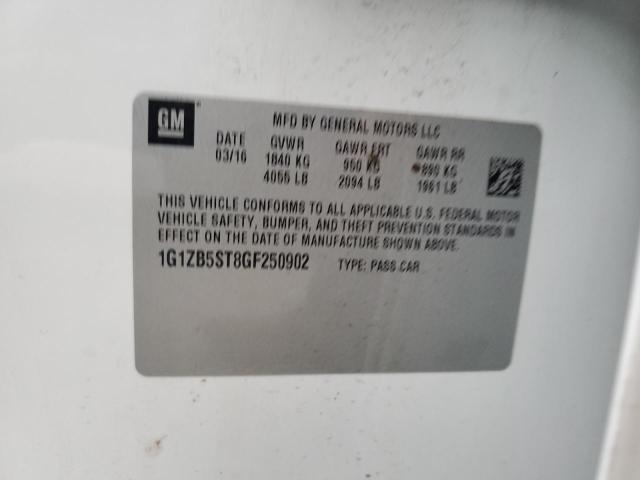 GM
MFD BY GENERAL MOTORS LLC
DATE GVWR GAWR FRT GAWR RR
03/16 1840 KG 950 KG 890 KG
4056 LB 2094 LB 1961 LB
THIS VEHICLE CONFORMS TO ALL APPLICABLE U.S. FEDERAL MOTOR
VEHICLE SAFETY, BUMPER, AND THEFT PREVENTION STANDARDS IN
EFFECT ON THE DATE OF MANUFACTURE SHOWN ABOVE.
1G1ZB5ST8GF250902 TYPE: PASS CAR